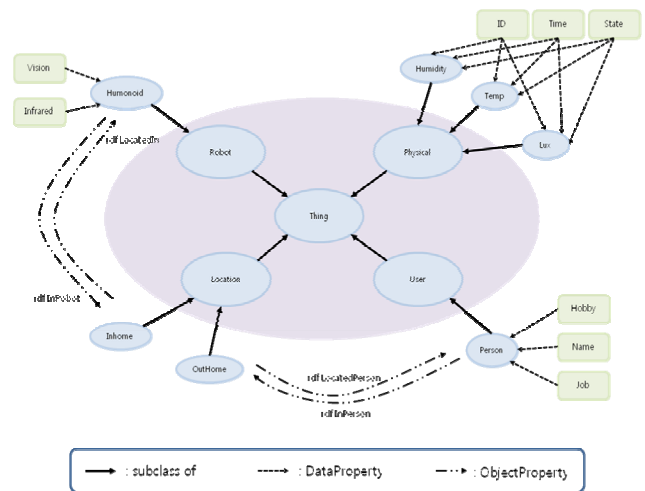 ID
Time
State
Vision
Humidity
Humonoid
Temp
Infrared
rdfLocatedIn
Robot
Physical
Lux
Thing
Location
User
rdfInRobot
Hobby
Inhome
Person
Name
OutHome
rdfLocatedPerson
Job
rdfInPerson
: subclass of
: DataProperty
: ObjectProperty